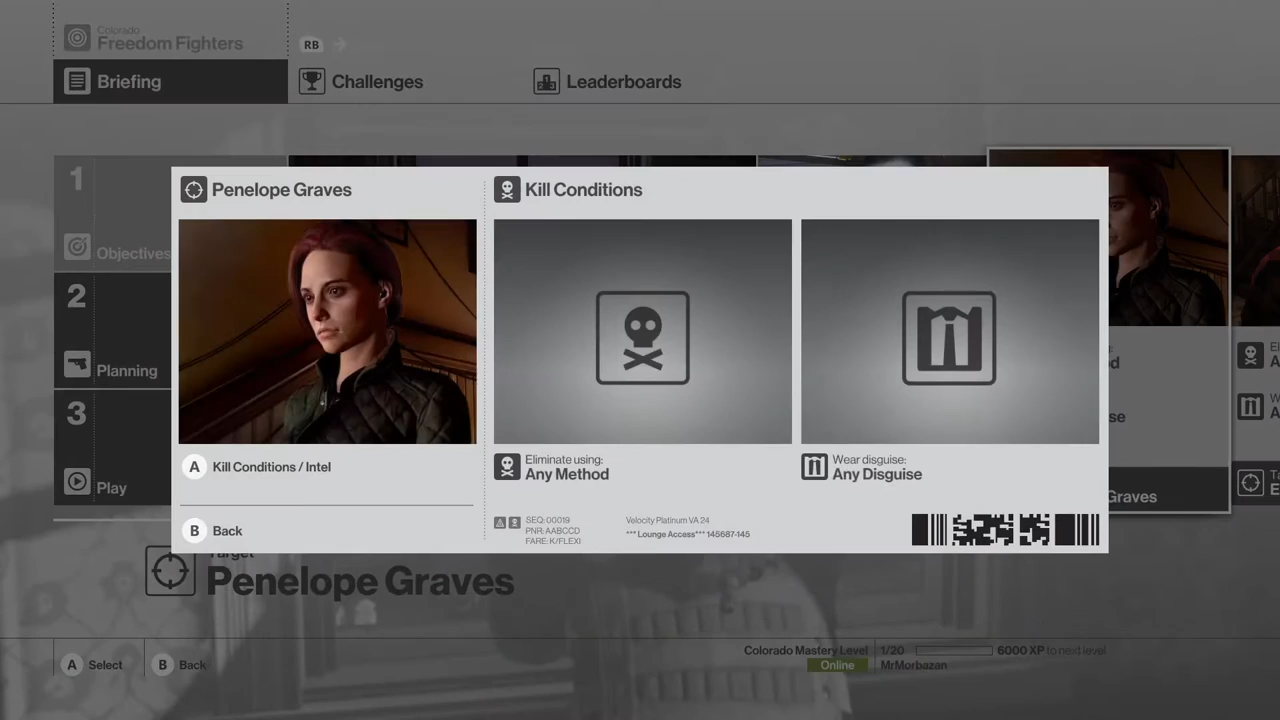 Colorado
Freedom Fighters
RB
Briefing
Challenges
Leaderboards
1
Objectives
2
Planning
3
Play
Penelope Graves
Kill Conditions
A Kill Conditions / Intel
B Back
Eliminate using:
Any Method
Wear disguise:
Any Disguise
SEQ: 00019
PNR: AABCCD
FARE: K/FLEXI
Velocity Platinum VA 24
*** Lounge Access*** 145687-145
Graves
Target
Penelope Graves
A Select
B Back
Colorado Mastery Level
1/20
6000 XP to next level
Online
MrMorbazan